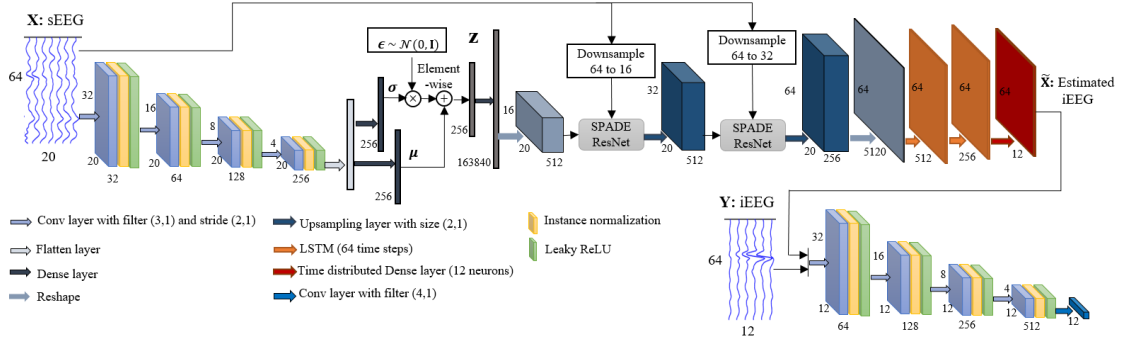 X: sEEG
64
20
32
20
32
16
20
64
8
20
128
4
20
256
ϵ ~ N(0, I)
σ
256
Element
-wise
×
+
μ
256
256
Z
163840
16
20
512
Downsample
64 to 16
SPADE
ResNet
32
20
512
Downsample
64 to 32
SPADE
ResNet
64
20
256
64
5120
64
512
64
256
64
12
X̃: Estimated
iEEG
Conv layer with filter (3,1) and stride (2,1)
Flatten layer
Dense layer
Reshape
Upsampling layer with size (2,1)
LSTM (64 time steps)
Time distributed Dense layer (12 neurons)
Conv layer with filter (4,1)
Instance normalization
Leaky ReLU
Y: iEEG
64
12
32
12
64
16
12
128
8
12
256
4
12
512
12